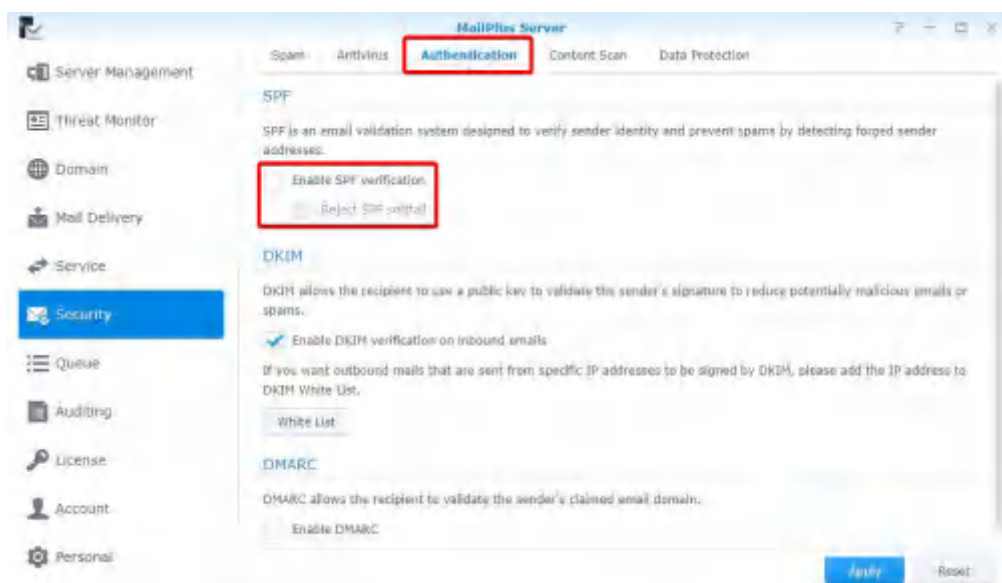 MailPlus Server
Spam Antivirus Authentication Content Scan Data Protection
Server Management
Threat Monitor
Domain
Mail Delivery
Service
Security
Queue
Auditing
License
Account
Personal
SPF
SPF is an email validation system designed to verify sender identity and prevent spams by detecting forged sender
addresses.
Enable SPF verification
Reject SPF softfail
DKIM
DKIM allows the recipient to use a public key to validate the sender's signature to reduce potentially malicious emails or
spams.
Enable DKIM verification on inbound emails
If you want outbound mails that are sent from specific IP addresses to be signed by DKIM, please add the IP address to
DKIM White List.
White List
DMARC
DMARC allows the recipient to validate the sender's claimed email domain.
Enable DMARC
Apply Reset